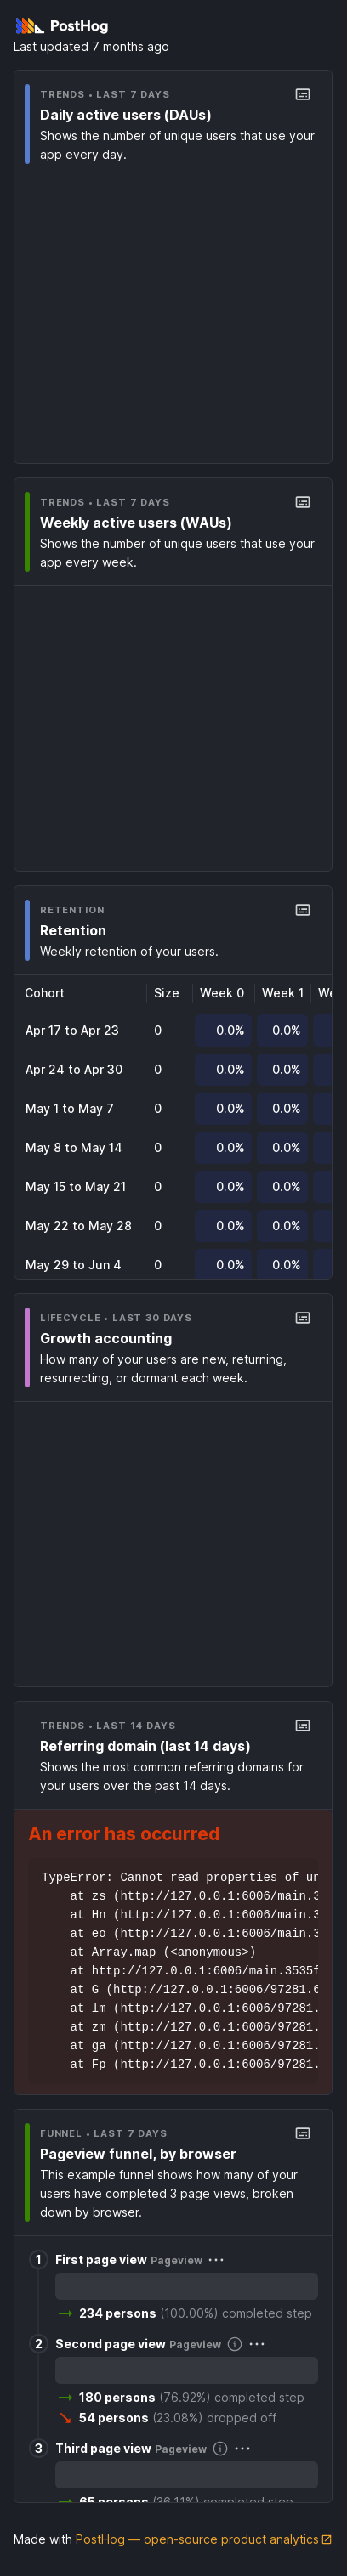 PostHog
Last updated 7 months ago
TRENDS • LAST 7 DAYS
Daily active users (DAUs)
Shows the number of unique users that use your
app every day.
TRENDS • LAST 7 DAYS
Weekly active users (WAUs)
Shows the number of unique users that use your
app every week.
RETENTION
Retention
Weekly retention of your users.
Cohort Size Week 0 Week 1 We
Apr 17 to Apr 23 0 0.0% 0.0%
Apr 24 to Apr 30 0 0.0% 0.0%
May 1 to May 7 0 0.0% 0.0%
May 8 to May 14 0 0.0% 0.0%
May 15 to May 21 0 0.0% 0.0%
May 22 to May 28 0 0.0% 0.0%
May 29 to Jun 4 0 0.0% 0.0%
LIFECYCLE • LAST 30 DAYS
Growth accounting
How many of your users are new, returning,
resurrecting, or dormant each week.
TRENDS • LAST 14 DAYS
Referring domain (last 14 days)
Shows the most common referring domains for
your users over the past 14 days.
An error has occurred
TypeError: Cannot read properties of un
at zs (http://127.0.0.1:6006/main.3
at Hn (http://127.0.0.1:6006/main.3
at eo (http://127.0.0.1:6006/main.3
at Array.map (<anonymous>)
at http://127.0.0.1:6006/main.3535f
at G (http://127.0.0.1:6006/97281.6
at lm (http://127.0.0.1:6006/97281.
at zm (http://127.0.0.1:6006/97281.
at ga (http://127.0.0.1:6006/97281.
at Fp (http://127.0.0.1:6006/97281.
FUNNEL • LAST 7 DAYS
Pageview funnel, by browser
This example funnel shows how many of your
users have completed 3 page views, broken
down by browser.
1 First page view Pageview
234 persons (100.00%) completed step
2 Second page view Pageview
180 persons (76.92%) completed step
54 persons (23.08%) dropped off
3 Third page view Pageview
65 persons (36.11%) completed step
Made with PostHog — open-source product analytics